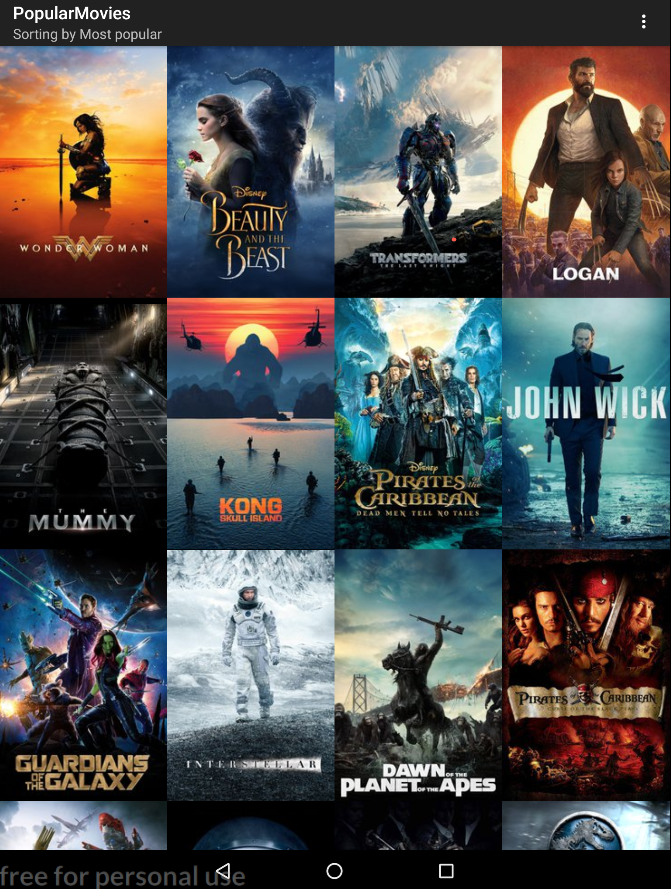 PopularMovies
Sorting by Most popular
WONDER WOMAN
Disney
BEAUTY
AND THE
BEAST
TRANSFORMERS
THE LAST KNIGHT
LOGAN
THE
MUMMY
KONG
SKULL ISLAND
Disney
PIRATES of the
CARIBBEAN
DEAD MEN TELL NO TALES
JOHN WICK
GUARDIANS
OF THE
GALAXY
INTERSTELLAR
DAWN OF THE
PLANET OF THE APES
PIRATES CARIBBEAN
free for personal use